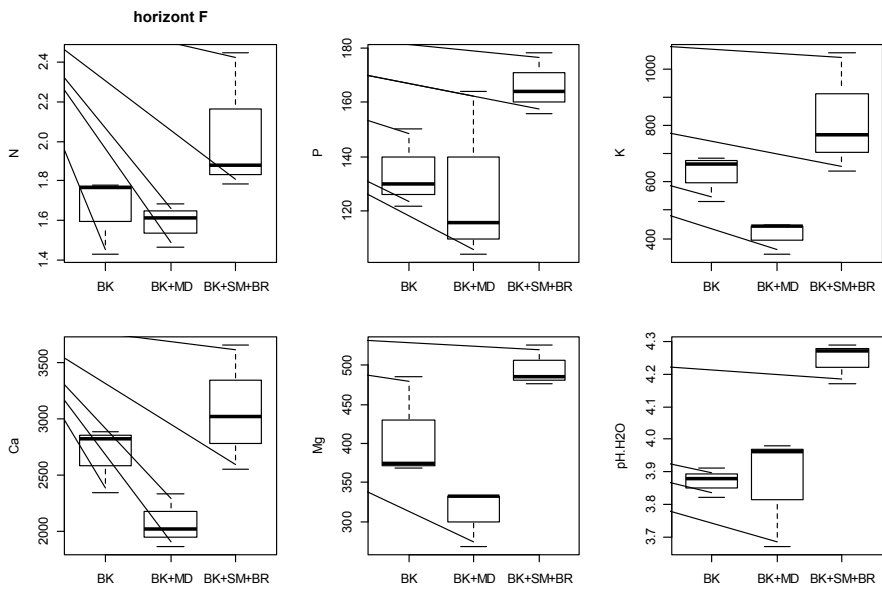 horizont F
N
2.4
2.2
2.0
1.8
1.6
1.4
BK BK+MD BK+SM+BR
P
180
160
140
120
BK BK+MD BK+SM+BR
K
1000
800
600
400
BK BK+MD BK+SM+BR
Ca
3500
3000
2500
2000
BK BK+MD BK+SM+BR
Mg
500
450
400
350
300
BK BK+MD BK+SM+BR
pH.H2O
4.3
4.2
4.1
4.0
3.9
3.8
3.7
BK BK+MD BK+SM+BR